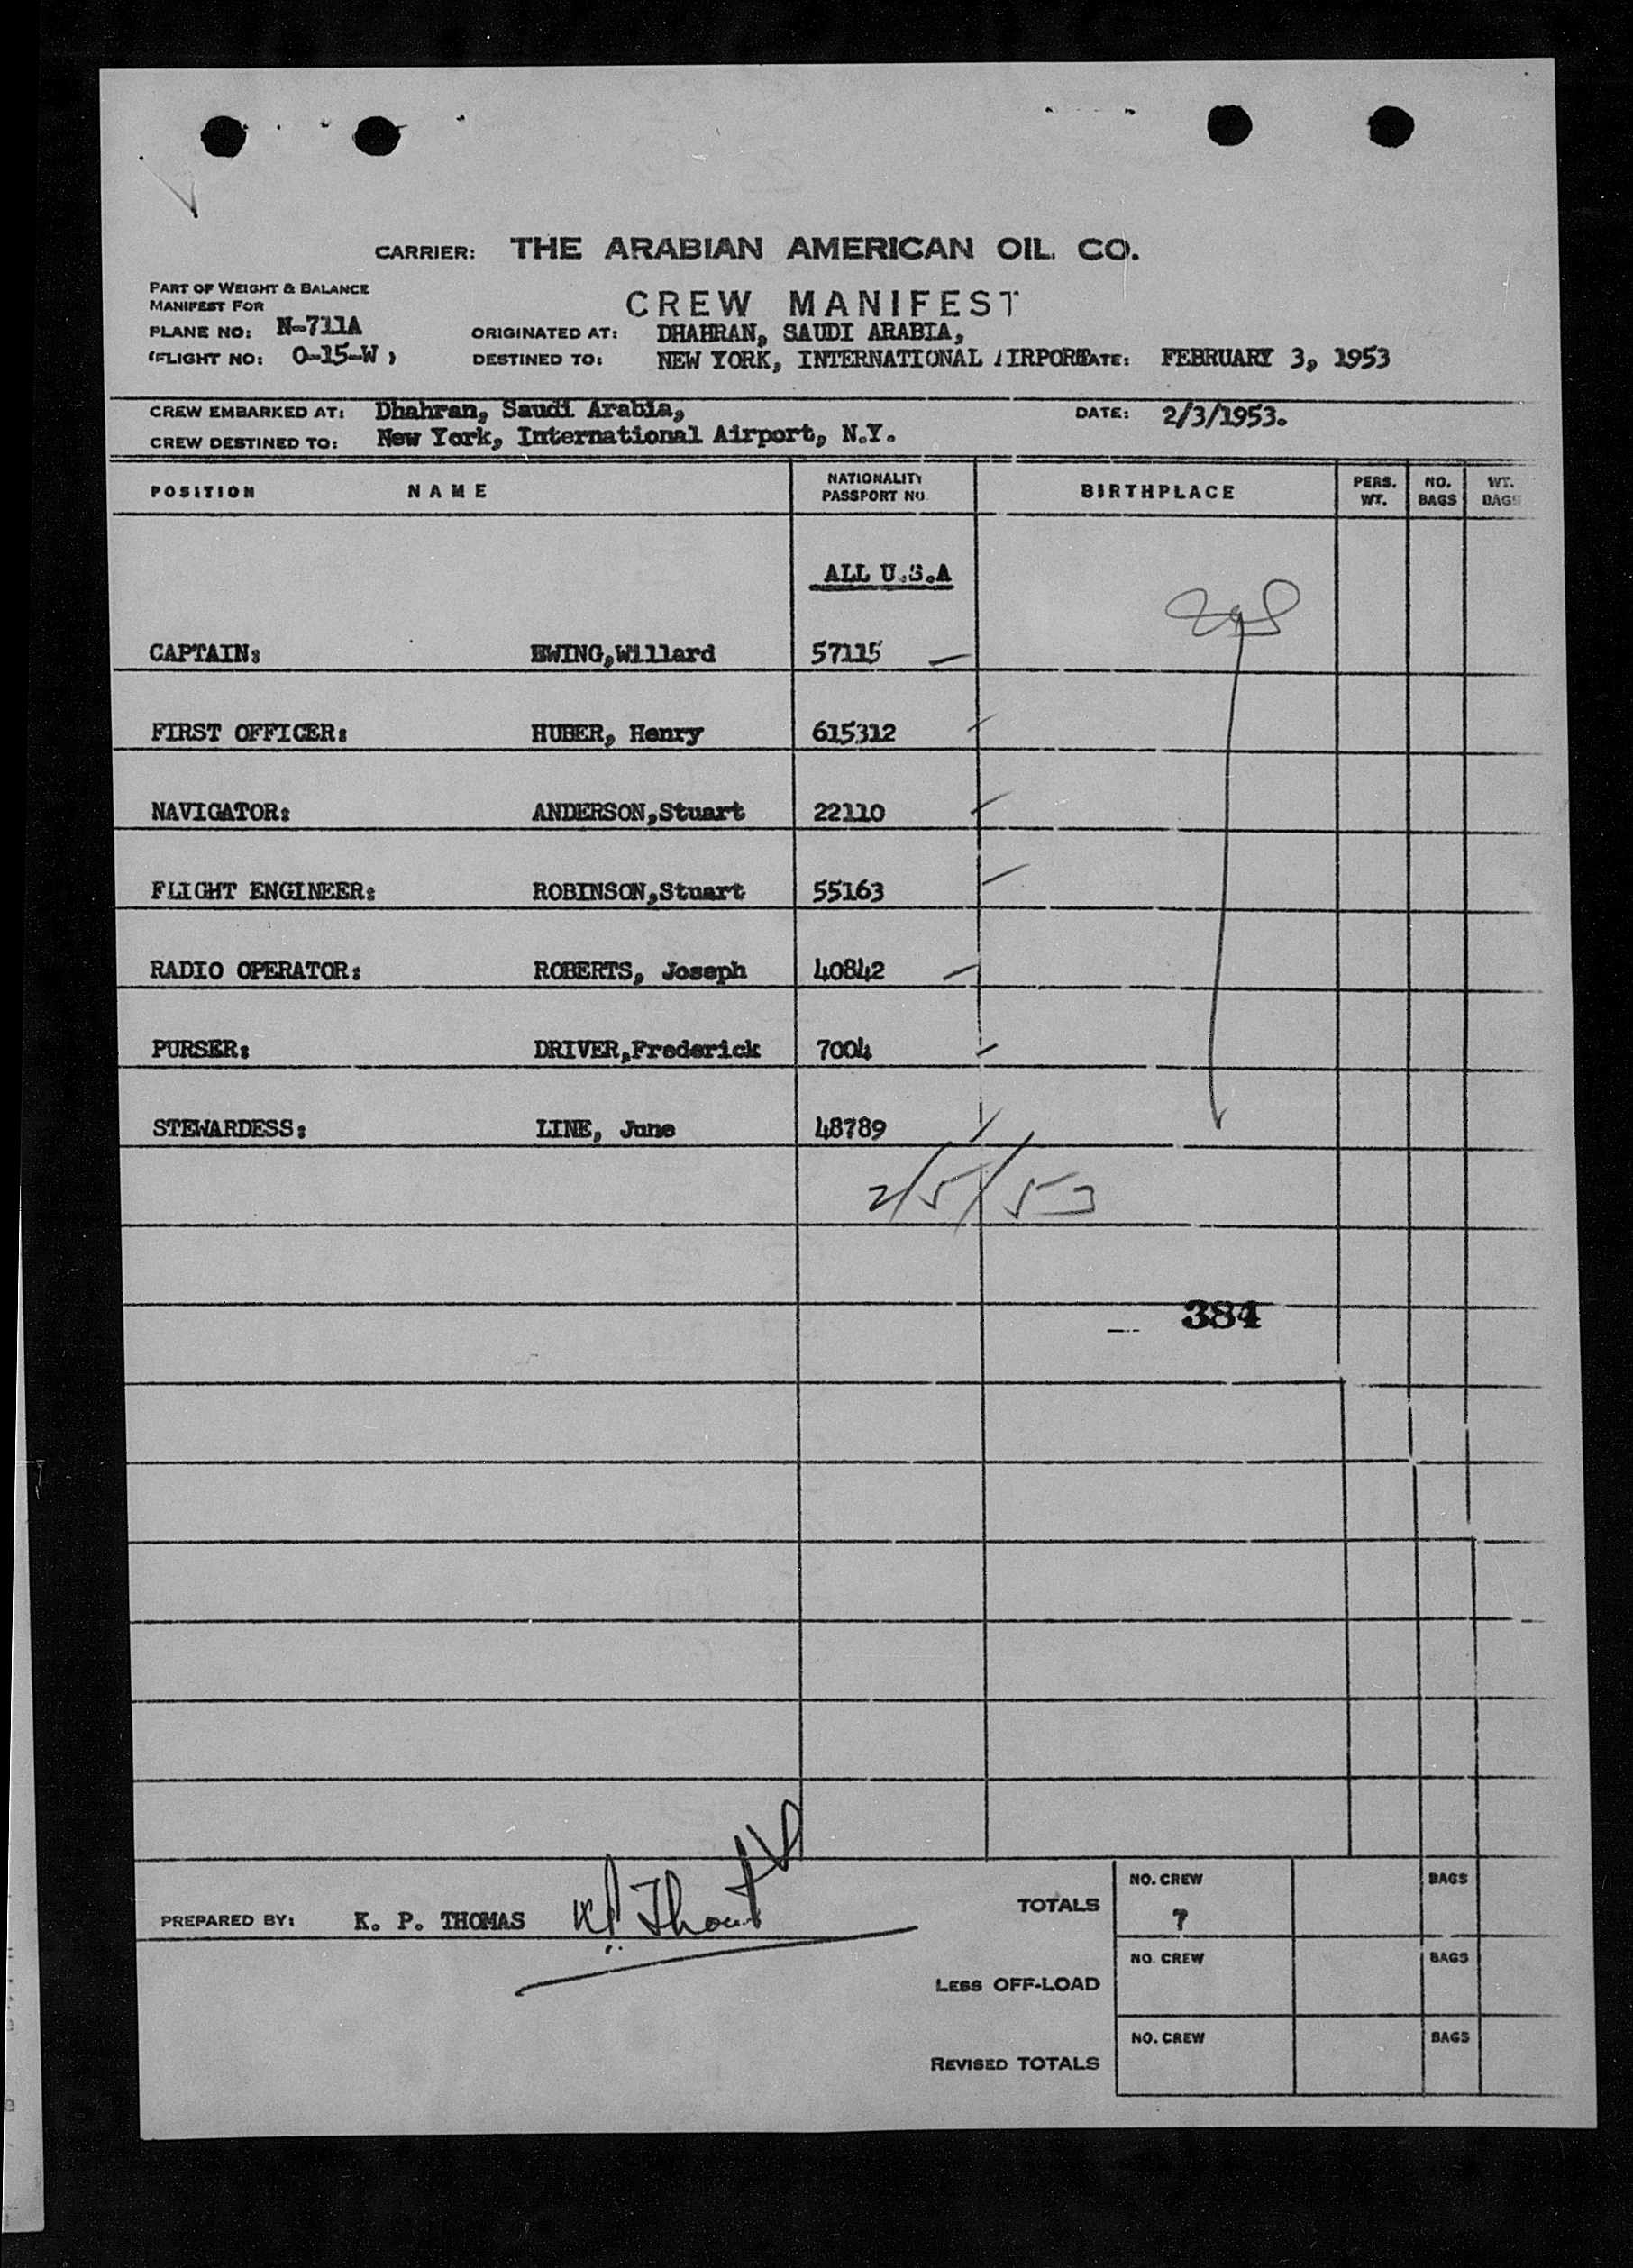 CARRIER: THE ARABIAN AMERICAN OIL CO.
PART OF WEIGHT & BALANCE
MANIFEST FOR
CREW MANIFEST
PLANE NO: N-711A ORIGINATED AT: DHAHRAN, SAUDI ARABIA,
(FLIGHT NO: O-15-W) DESTINED TO: NEW YORK, INTERNATIONAL AIRPORT DATE: FEBRUARY 3, 1953
CREW EMBARKED AT: Dhahran, Saudi Arabia, DATE: 2/3/1953.
CREW DESTINED TO: New York, International Airport, N.Y.
POSITION NAME NATIONALITY PASSPORT NO. BIRTHPLACE PERS. WT. NO. BAGS WT. BAGS
ALL U.S.A
CAPTAIN: EWING,Willard 57115
FIRST OFFICER: HUBER, Henry 615312
NAVIGATOR: ANDERSON,Stuart 22110
FLIGHT ENGINEER: ROBINSON,Stuart 55163
RADIO OPERATOR: ROBERTS, Joseph 40842
PURSER: DRIVER,Frederick 7004
STEWARDESS: LINE, June 48789
2/5/53
384
PREPARED BY: K. P. THOMAS KP Thomas TOTALS NO. CREW 7 BAGS
LESS OFF-LOAD NO. CREW BAGS
REVISED TOTALS NO. CREW BAGS